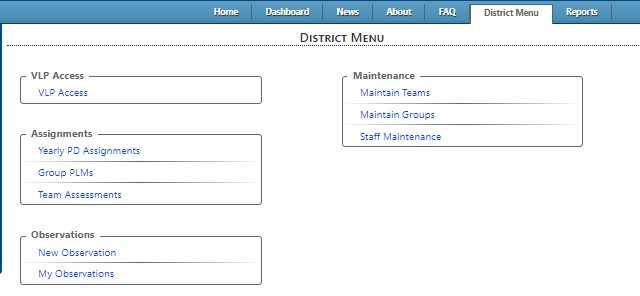 Home Dashboard News About FAQ District Menu Reports
District Menu
VLP Access
VLP Access
Assignments
Yearly PD Assignments
Group PLMs
Team Assessments
Observations
New Observation
My Observations
Maintenance
Maintain Teams
Maintain Groups
Staff Maintenance